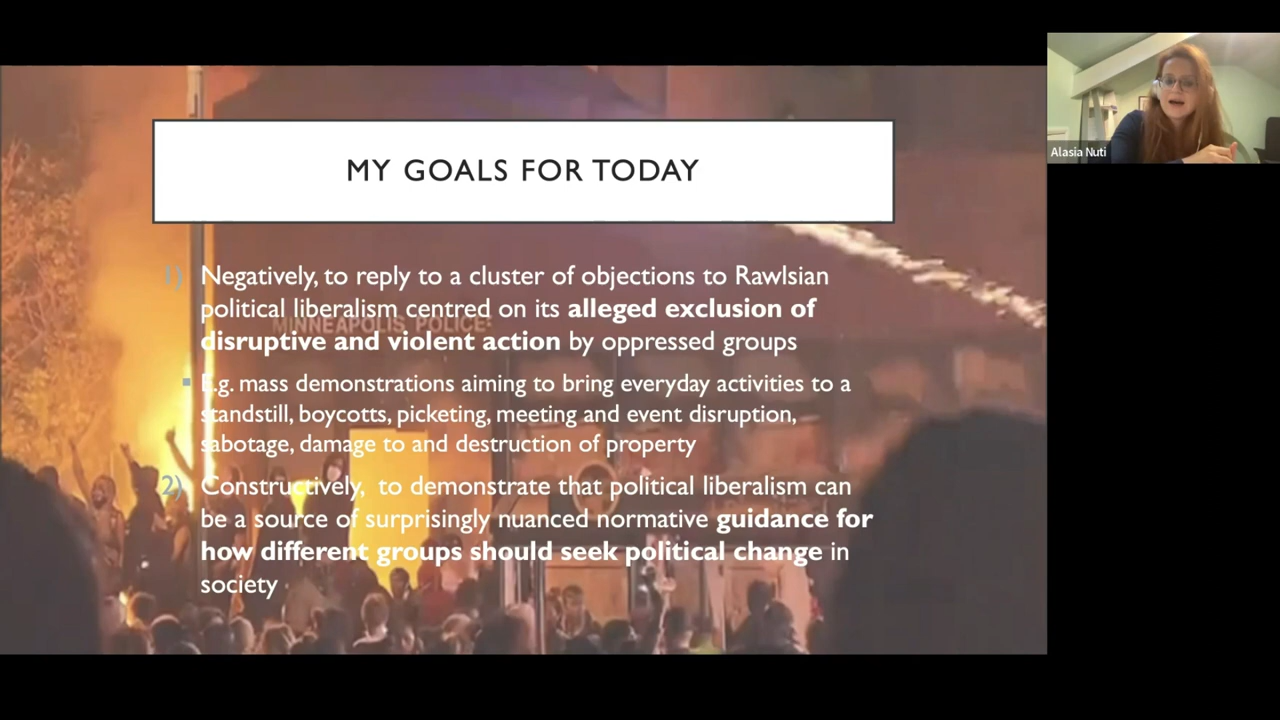 MY GOALS FOR TODAY
1) Negatively, to reply to a cluster of objections to Rawlsian
political liberalism centred on its alleged exclusion of
MINNEAPOLIS POLICE
disruptive and violent action by oppressed groups
E.g. mass demonstrations aiming to bring everyday activities to a
standstill, boycotts, picketing, meeting and event disruption,
sabotage, damage to and destruction of property
2) Constructively, to demonstrate that political liberalism can
be a source of surprisingly nuanced normative guidance for
how different groups should seek political change in
society
Alasia Nuti